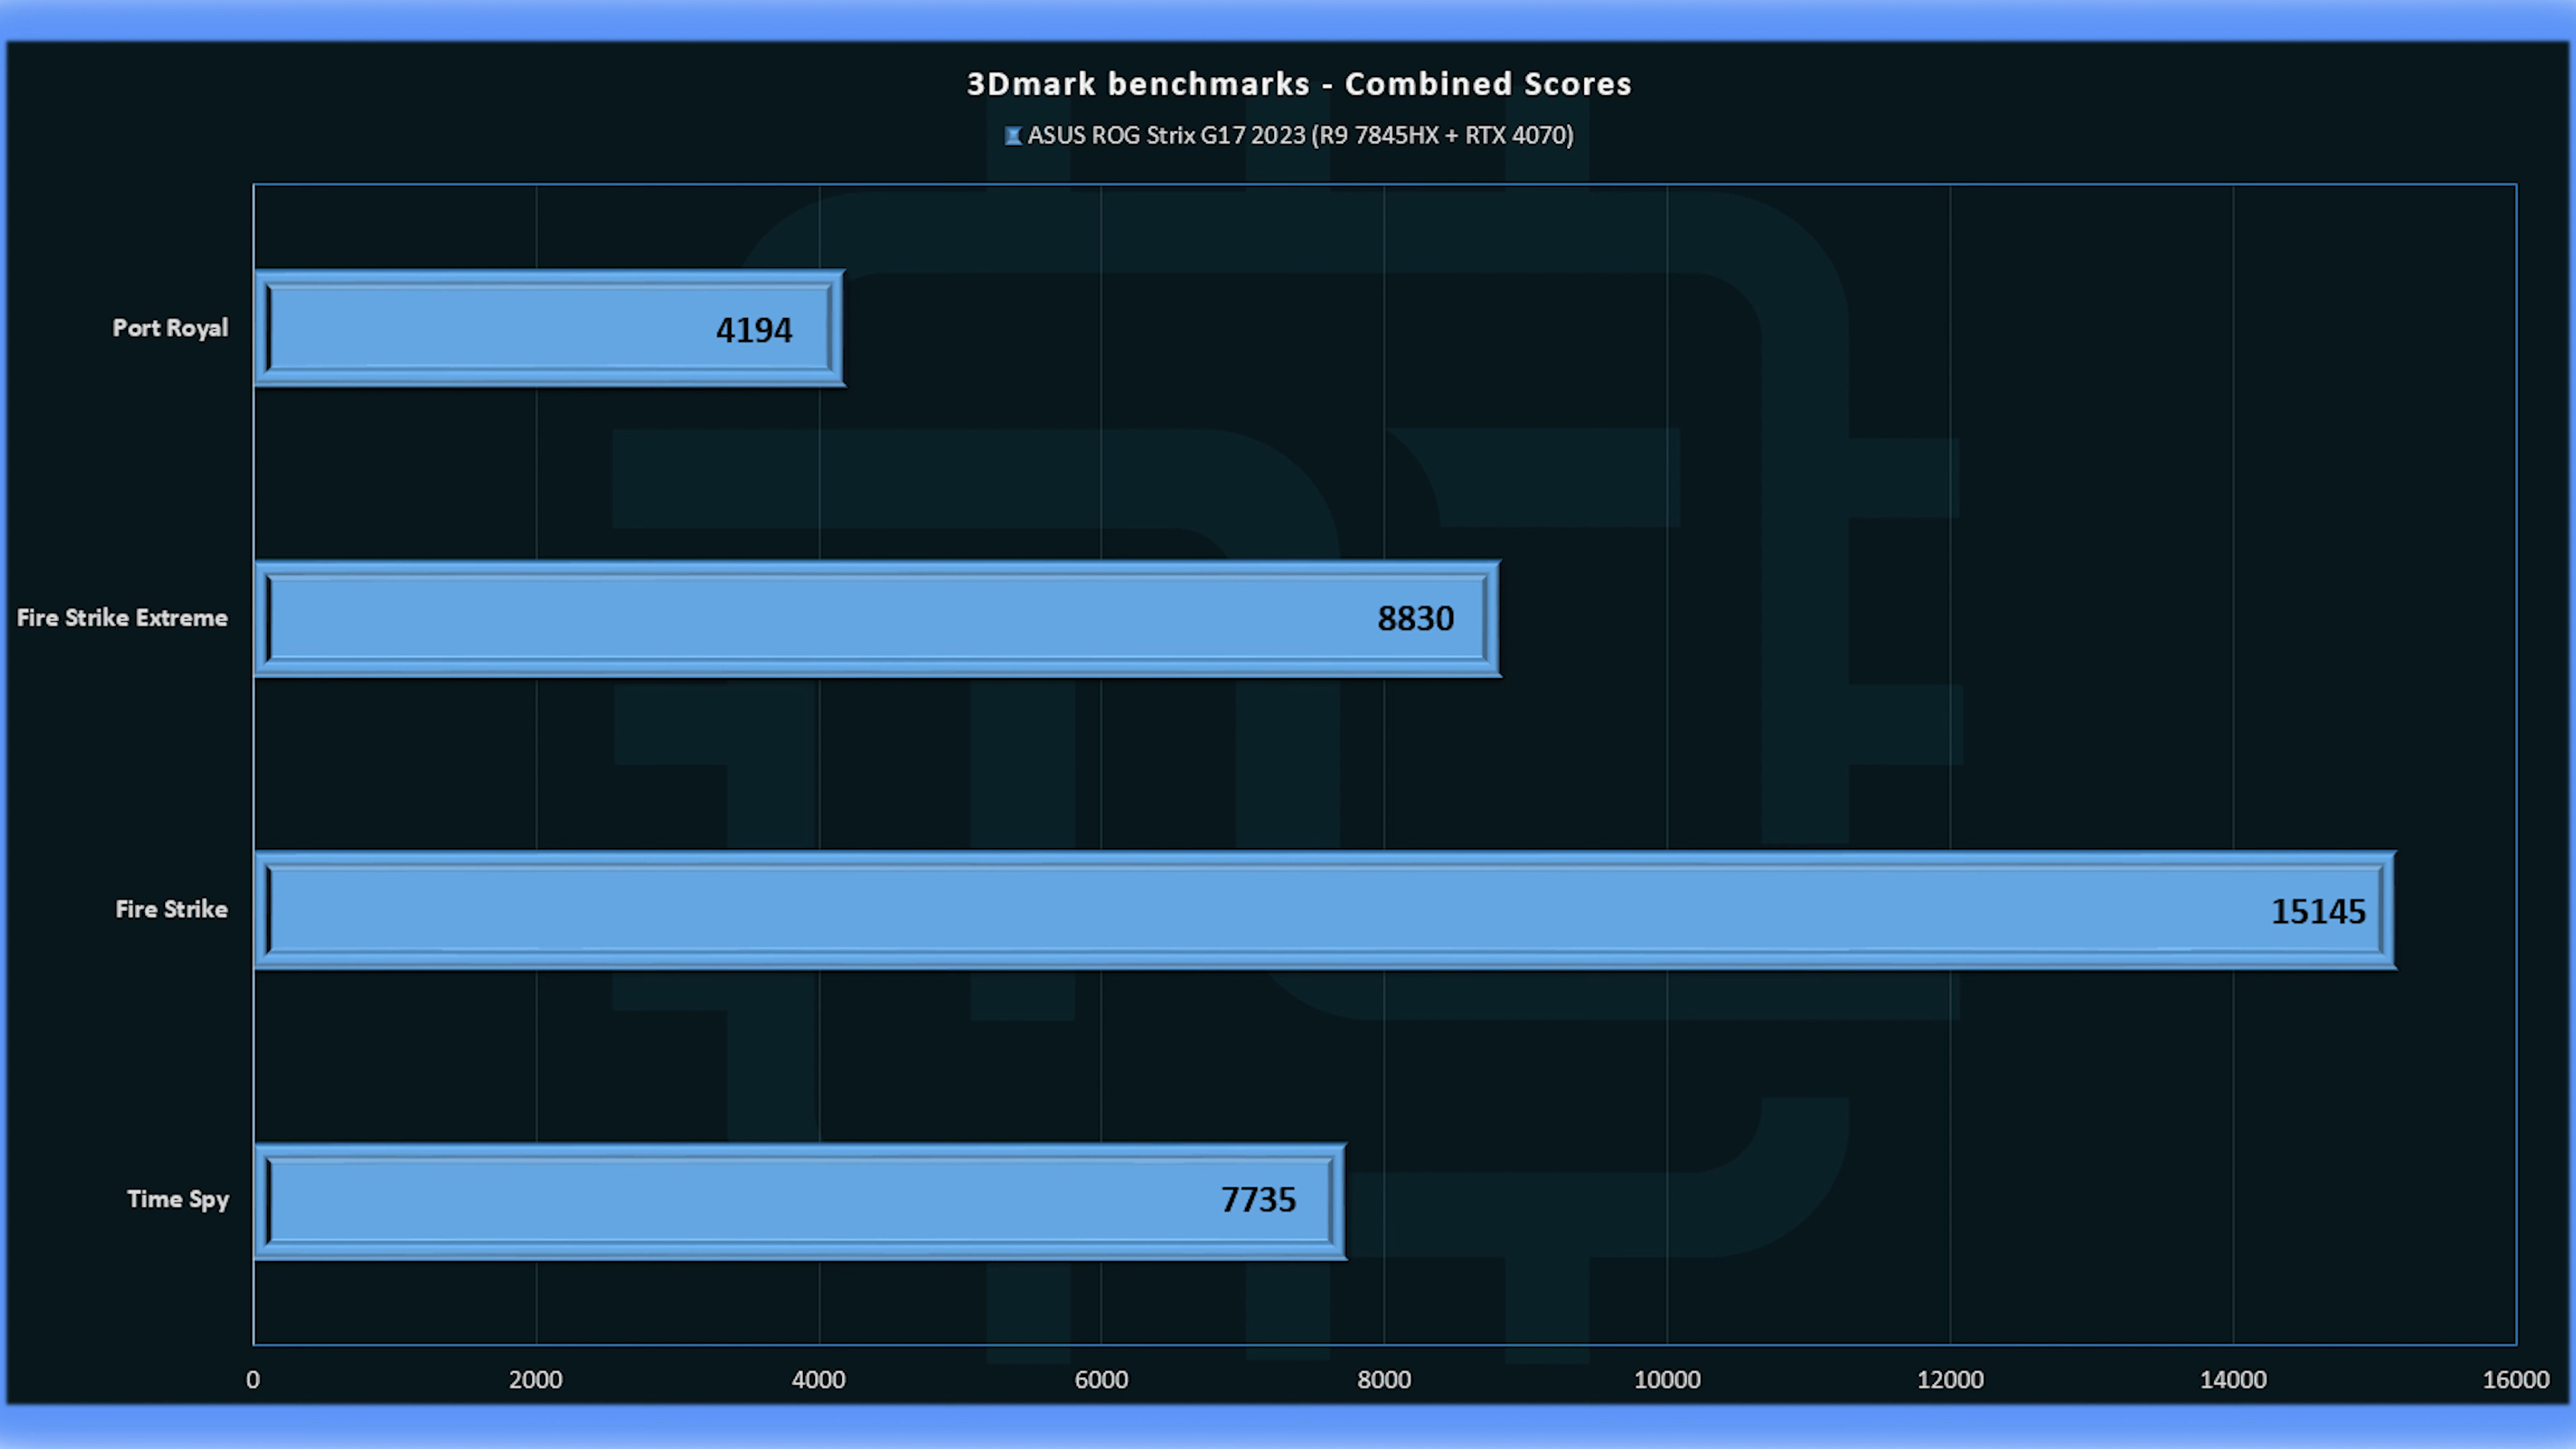 3Dmark benchmarks - Combined Scores
ASUS ROG Strix G17 2023 (R9 7845HX + RTX 4070)
Port Royal
4194
Fire Strike Extreme
8830
Fire Strike
15145
Time Spy
7735
0 2000 4000 6000 8000 10000 12000 14000 16000